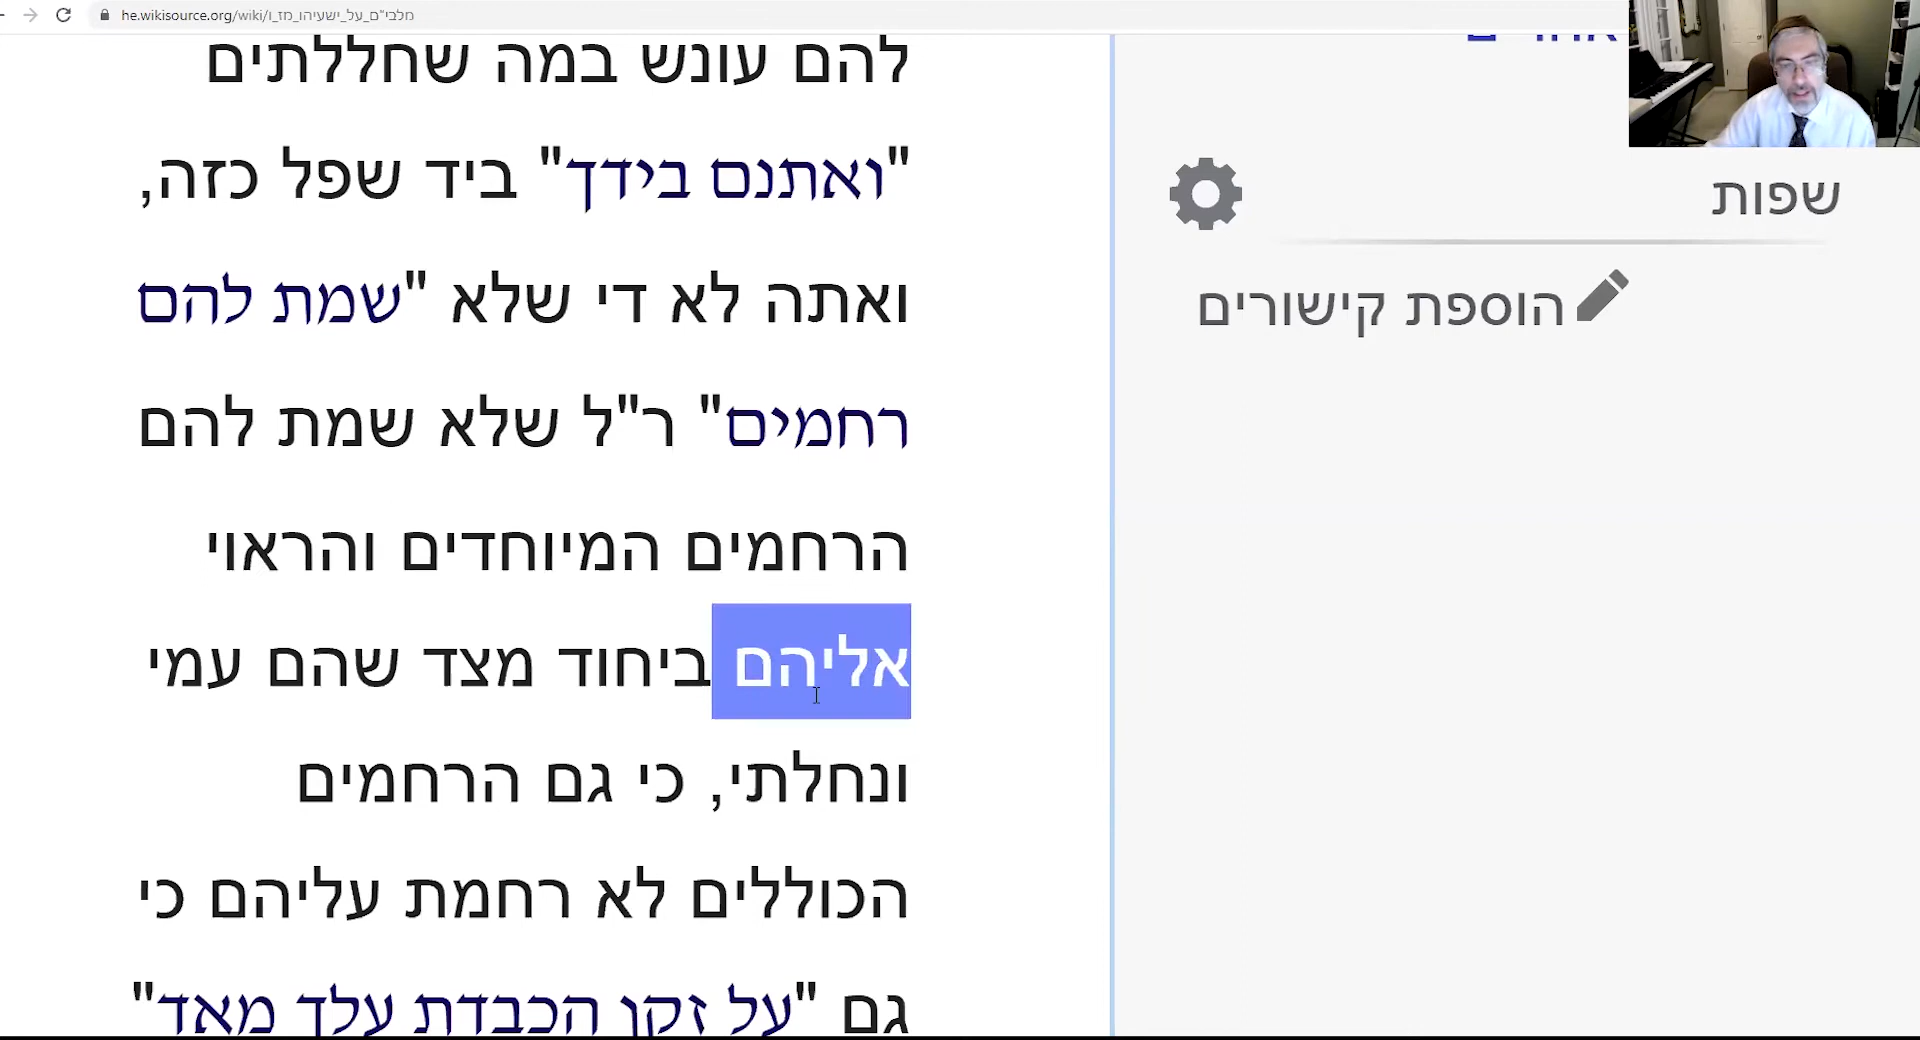 he.wikisource.org/wiki/מלבי"ם_על_ישעיהו_מז_ו
להם עונש במה שחללתים
"ואתנם בידך" ביד שפל כזה,
ואתה לא די שלא "שמת להם
רחמים" ר"ל שלא שמת להם
הרחמים המיוחדים והראוי
אליהם ביחוד מצד שהם עמי
ונחלתי, כי גם הרחמים
הכוללים לא רחמת עליהם כי
גם "על זקן הכבדת עלך מאד"
שפות
הוספת קישורים